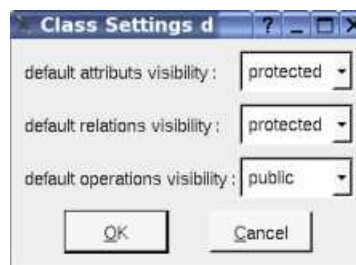 Class Settings d
default attributs visibility : protected
default relations visibility : protected
default operations visibility : public
OK Cancel